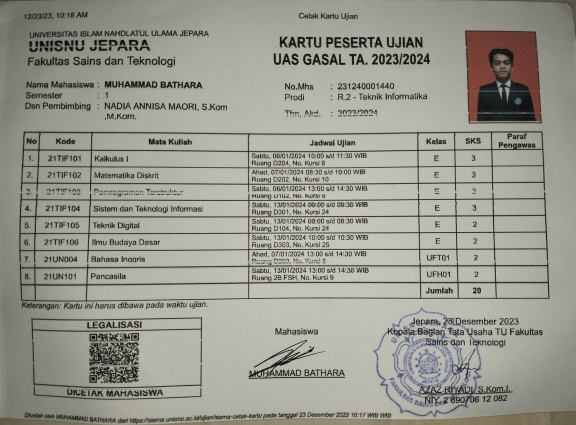 12/23/23, 10:18 AM
Cetak Kartu Ujian
UNIVERSITAS ISLAM NAHDLATUL ULAMA JEPARA
UNISNU JEPARA
Fakultas Sains dan Teknologi
KARTU PESERTA UJIAN
UAS GASAL TA. 2023/2024
Nama Mahasiswa : MUHAMMAD BATHARA
Semester : 1
Dsn Pembimbing : NADIA ANNISA MAORI, S.Kom
,M.Kom.
No.Mhs : 231240001440
Prodi : R.2 - Teknik Informatika
Thn. Akd. : 2023/2024
No Kode Mata Kuliah Jadwal Ujian Kelas SKS Paraf Pengawas
1. 21TIF101 Kalkulus I Sabtu, 06/01/2024 10:00 s/d 11:30 WIB E 3
Ruang D204, No. Kursi 9
2. 21TIF102 Matematika Diskrit Ahad, 07/01/2024 08:30 s/d 10:00 WIB E 3
Ruang D202, No. Kursi 10
3. 21TIF103 Pemrograman Terstruktur Sabtu, 06/01/2024 13:00 s/d 14:30 WIB E 3
Ruang D102, No. Kursi
4. 21TIF104 Sistem dan Teknologi Informasi Sabtu, 13/01/2024 08:00 s/d 09:30 WIB E 3
Ruang D301, No. Kursi 24
5. 21TIF105 Teknik Digital Sabtu, 13/01/2024 08:00 s/d 08:30 WIB E 2
Ruang D104, No. Kursi 24
6. 21TIF106 Ilmu Budaya Dasar Sabtu, 13/01/2024 10:00 s/d 10:30 WIB E 2
Ruang D303, No. Kursi 25
7. 21UN004 Bahasa Inggris Ahad, 07/01/2024 13:00 s/d 14:30 WIB UFT01 2
Ruang D203, No. Kursi
8. 21UN101 Pancasila Sabtu, 13/01/2024 13:00 s/d 14:30 WIB UFH01 2
Ruang 2B FSH, No. Kursi 9
Jumlah 20
Keterangan: Kartu ini harus dibawa pada waktu ujian.
LEGALISASI
DICETAK MAHASISWA
Mahasiswa
MUHAMMAD BATHARA
Jepara, 23 Desember 2023
Kepala Bagian Tata Usaha TU Fakultas
Sains dan Teknologi
AZAZ RIYADI, S.Kom.I.
NIY. 2 890706 12 082
Dicetak oleh MUHAMMAD BATHARA dari https://siama.unisnu.ac.id/ujian/siama-cetak-kartu pada tanggal 23 Desember 2023 10:17 WIB WIB